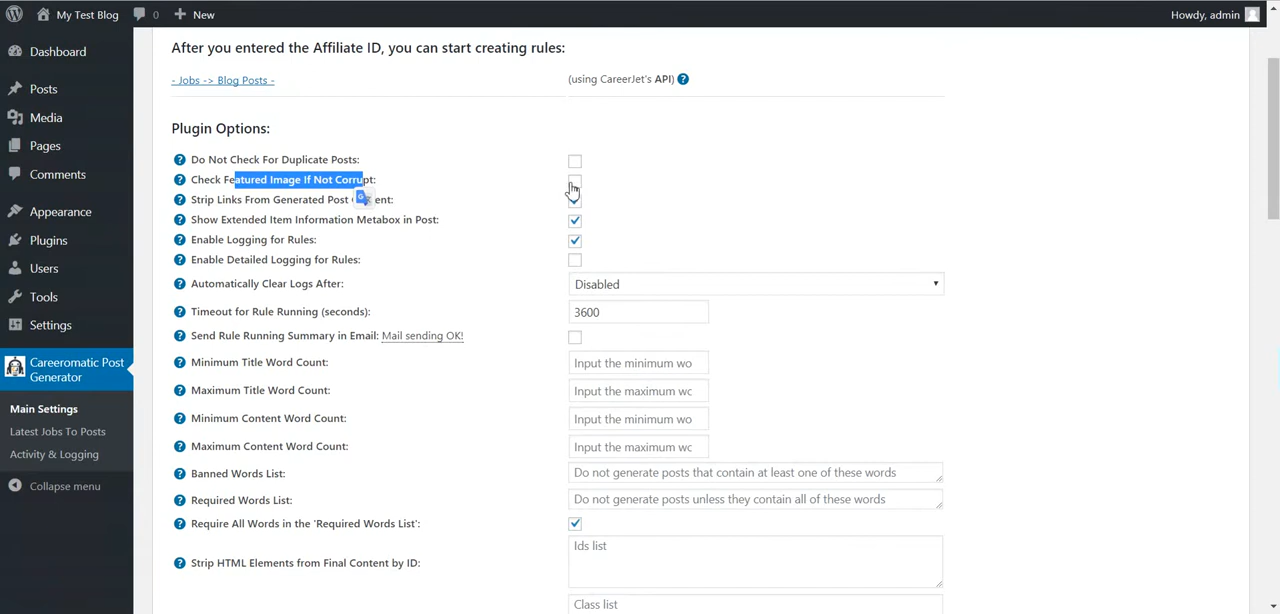 My Test Blog
0
New
Howdy, admin
Dashboard
Posts
Media
Pages
Comments
Appearance
Plugins
Users
Tools
Settings
Careeromatic Post
Generator
Main Settings
Latest Jobs To Posts
Activity & Logging
Collapse menu
After you entered the Affiliate ID, you can start creating rules:
- Jobs -> Blog Posts - (using CareerJet's API) ?
Plugin Options:
? Do Not Check For Duplicate Posts:
? Check Featured Image If Not Corrupt:
? Strip Links From Generated Post ent:
? Show Extended Item Information Metabox in Post:
? Enable Logging for Rules:
? Enable Detailed Logging for Rules:
? Automatically Clear Logs After: Disabled
? Timeout for Rule Running (seconds): 3600
? Send Rule Running Summary in Email: Mail sending OK!
? Minimum Title Word Count: Input the minimum wo
? Maximum Title Word Count: Input the maximum wc
? Minimum Content Word Count: Input the minimum wo
? Maximum Content Word Count: Input the maximum wc
? Banned Words List: Do not generate posts that contain at least one of these words
? Required Words List: Do not generate posts unless they contain all of these words
? Require All Words in the 'Required Words List':
? Strip HTML Elements from Final Content by ID: Ids list
Class list